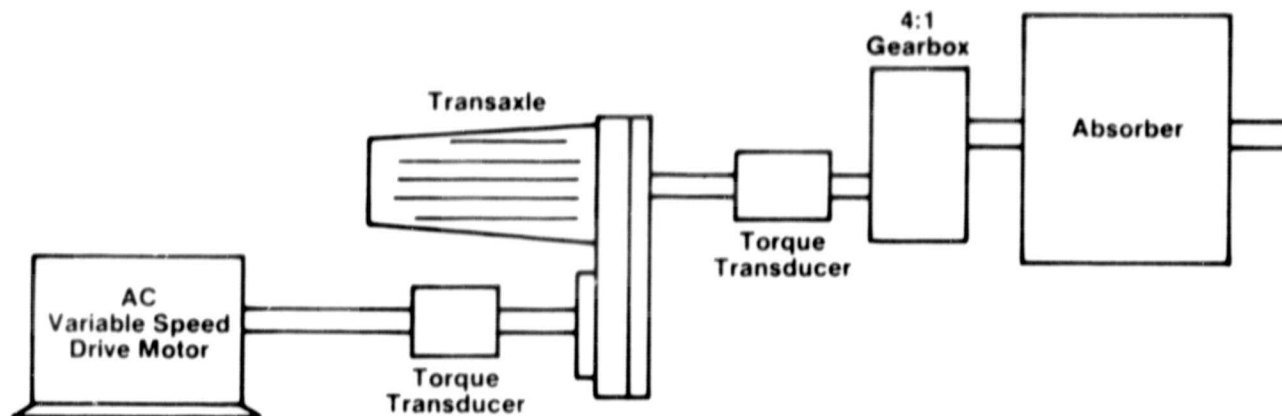 4:1
Gearbox
Transaxle
Absorber
Torque
Transducer
AC
Variable Speed
Drive Motor
Torque
Transducer